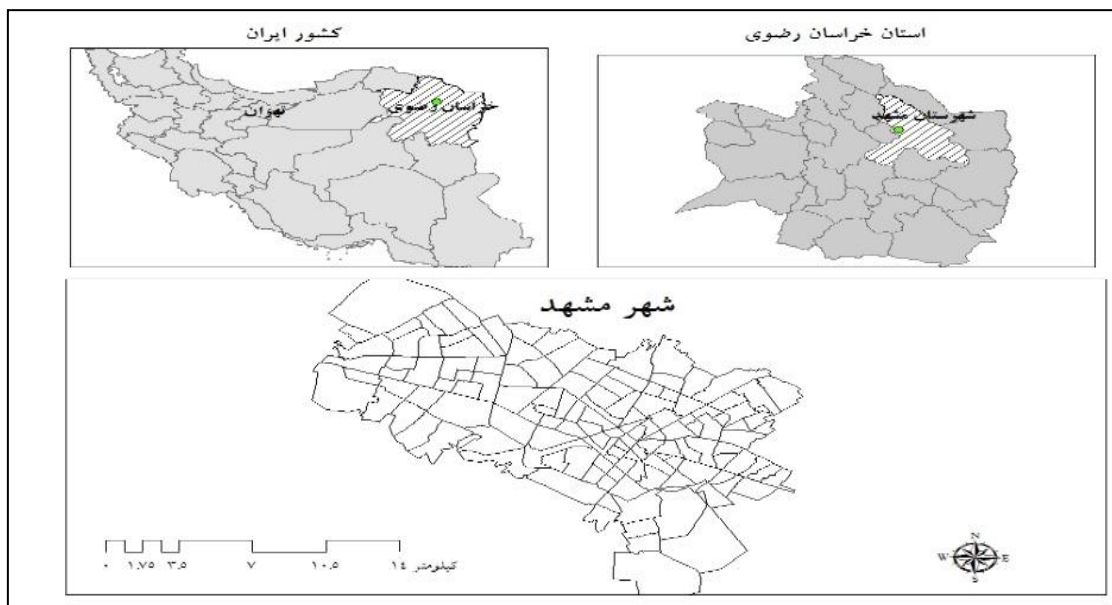 کشور ایران
استان خراسان رضوی
تهران
خراسان رضوی
شهرستان مشهد
شهر مشهد
N
W E
S
۰ ۱.۷۵ ۳.۵ ۷ ۱۰.۵ ۱۴ کیلومتر